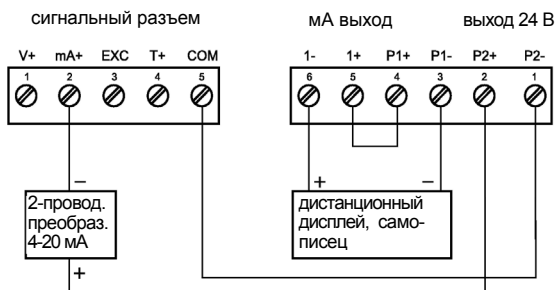 сигнальный разъем мА выход выход 24 В
V+ mA+ EXC T+ COM 1- 1+ P1+ P1- P2+ P2-
1 2 3 4 5 6 5 4 3 2 1
− + −
2-провод.
преобраз.
4-20 мА
дистанционный
дисплей, само-
писец
+